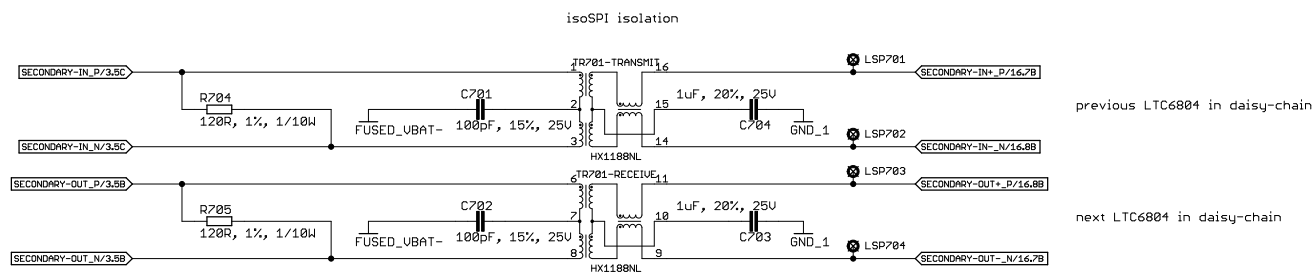 isoSPI isolation
TR701-TRANSMIT
LSP701
SECONDARY-IN_P/3.5C
1
16
SECONDARY-IN+_P/16.7B
R704
120R, 1%, 1/10W
C701
100pF, 15%, 25V
FUSED_VBAT-
2
15
1uF, 20%, 25V
C704
GND_1
previous LTC6804 in daisy-chain
LSP702
SECONDARY-IN_N/3.5C
3
14
SECONDARY-IN-_N/16.8B
HX1188NL
TR701-RECEIVE
LSP703
SECONDARY-OUT_P/3.5B
6
11
SECONDARY-OUT+_P/16.8B
R705
120R, 1%, 1/10W
C702
100pF, 15%, 25V
FUSED_VBAT-
7
10
1uF, 20%, 25V
C703
GND_1
next LTC6804 in daisy-chain
LSP704
SECONDARY-OUT_N/3.5B
8
9
SECONDARY-OUT-_N/16.7B
HX1188NL